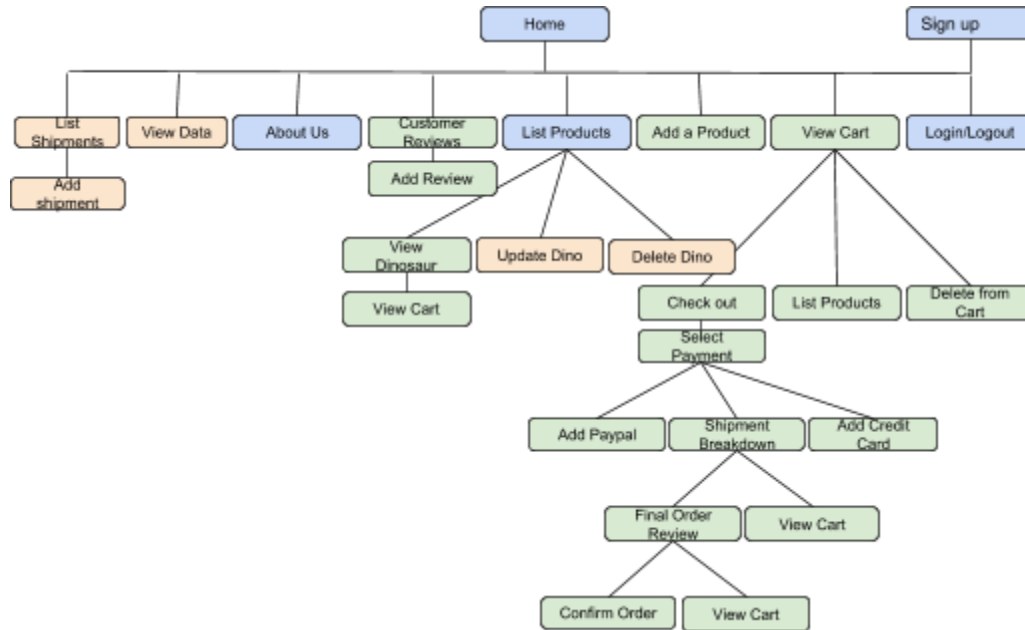 Home
Sign up
List
Shipments
View Data
About Us
Customer
Reviews
List Products
Add a Product
View Cart
Login/Logout
Add
shipment
Add Review
View
Dinosaur
Update Dino
Delete Dino
View Cart
Check out
List Products
Delete from
Cart
Select
Payment
Add Paypal
Shipment
Breakdown
Add Credit
Card
Final Order
Review
View Cart
Confirm Order
View Cart